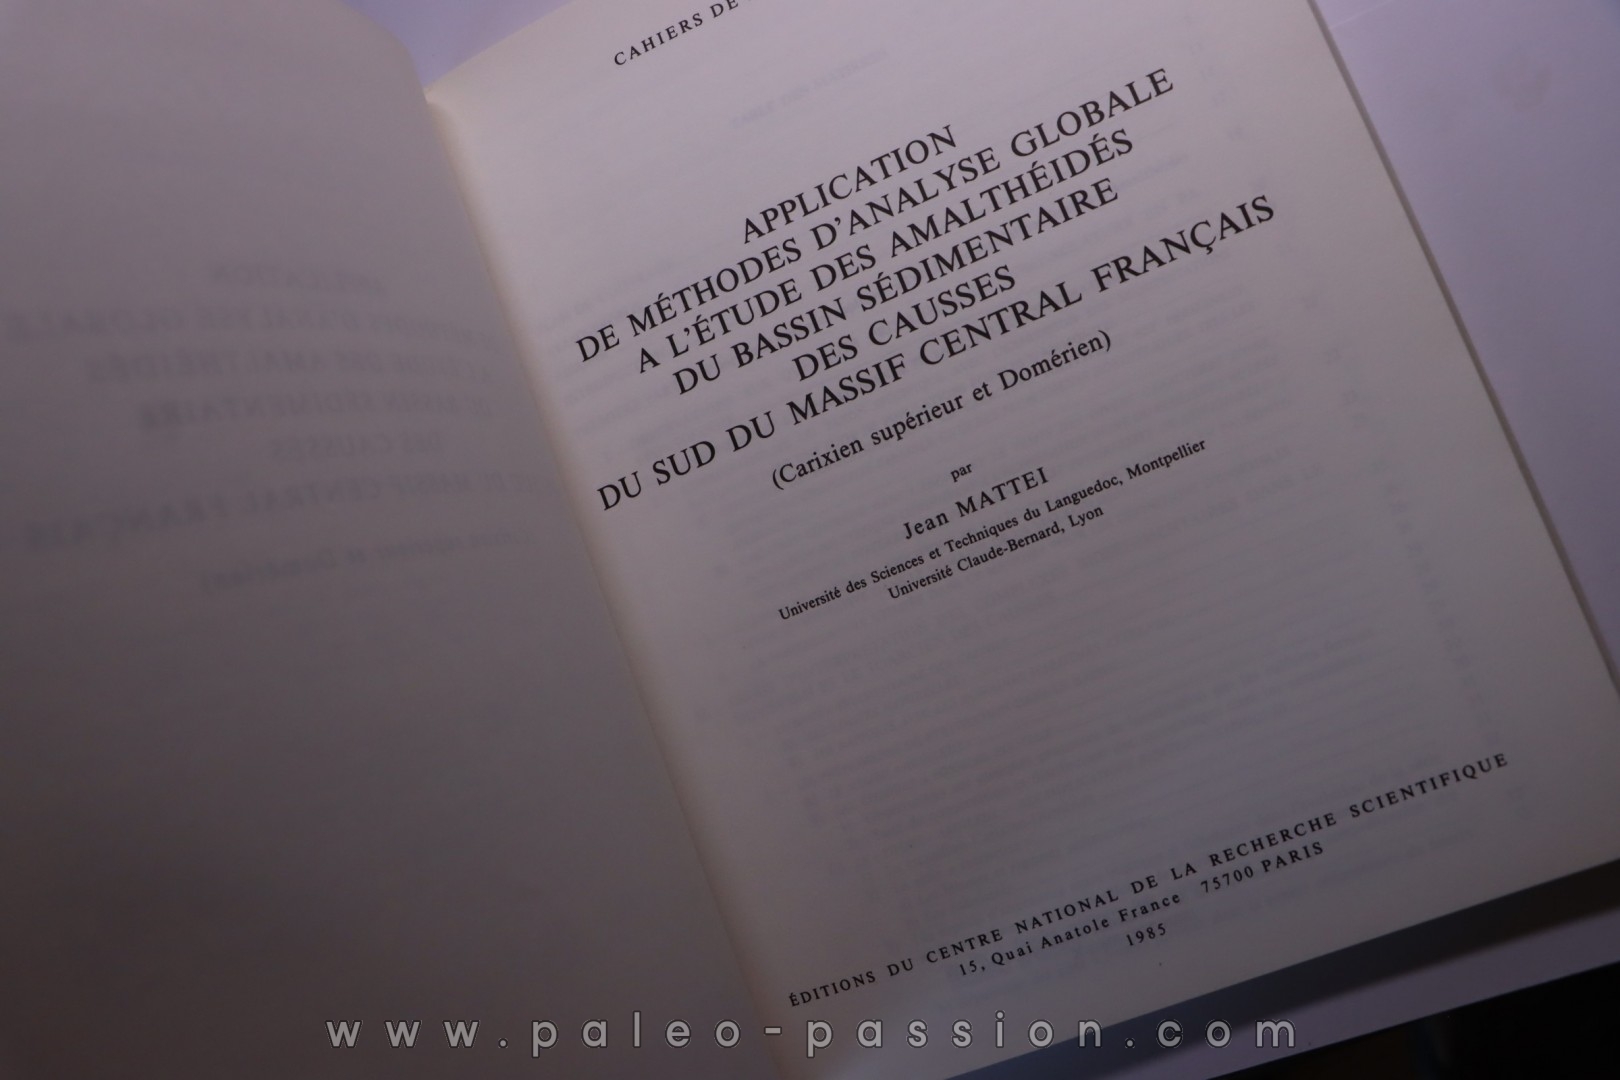 CAHIERS DE
APPLICATION
DE MÉTHODES D'ANALYSE GLOBALE
A L'ÉTUDE DES AMALTHÉIDÉS
DU BASSIN SÉDIMENTAIRE
DES CAUSSES
DU SUD DU MASSIF CENTRAL FRANÇAIS
(Carixien supérieur et Domérien)
par
Jean MATTEI
Université des Sciences et Techniques du Languedoc, Montpellier
Université Claude-Bernard, Lyon
ÉDITIONS DU CENTRE NATIONAL DE LA RECHERCHE SCIENTIFIQUE
15, Quai Anatole France 75700 PARIS
1985
www.paleo-passion.com